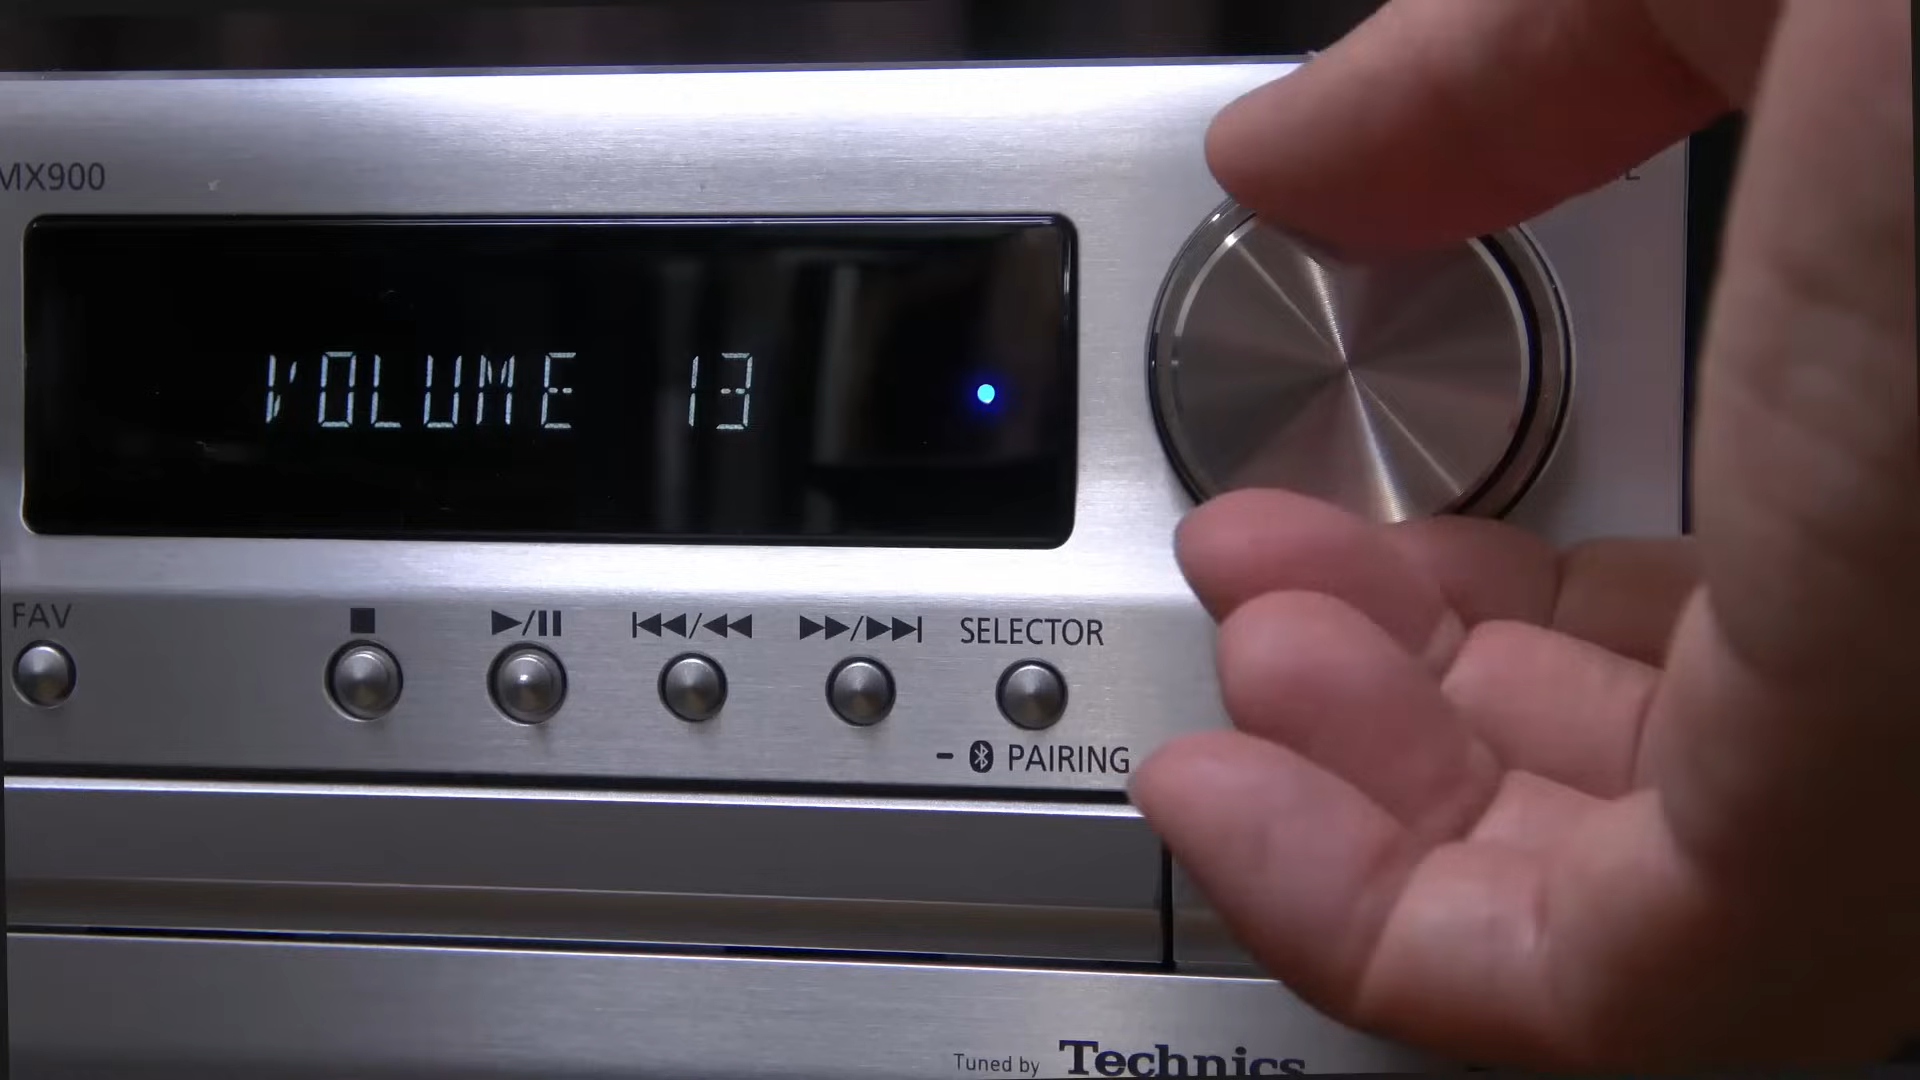 MX900
VOLUME 13
FAV
SELECTOR
- PAIRING
Tuned by Technics